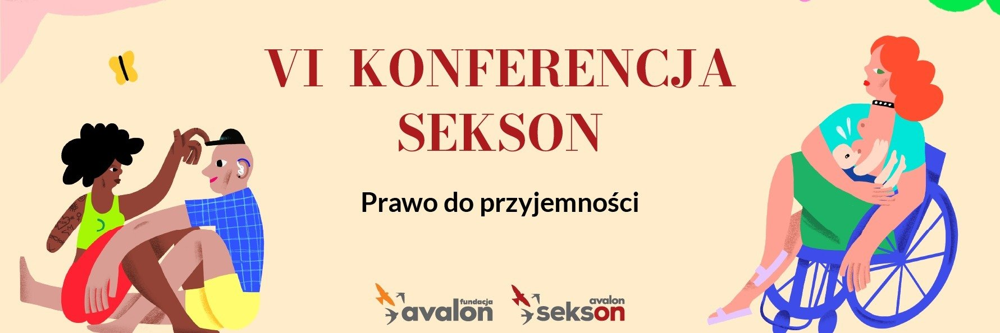 VI KONFERENCJA
SEKSON
Prawo do przyjemności
fundacja
avalon
avalon
sekson